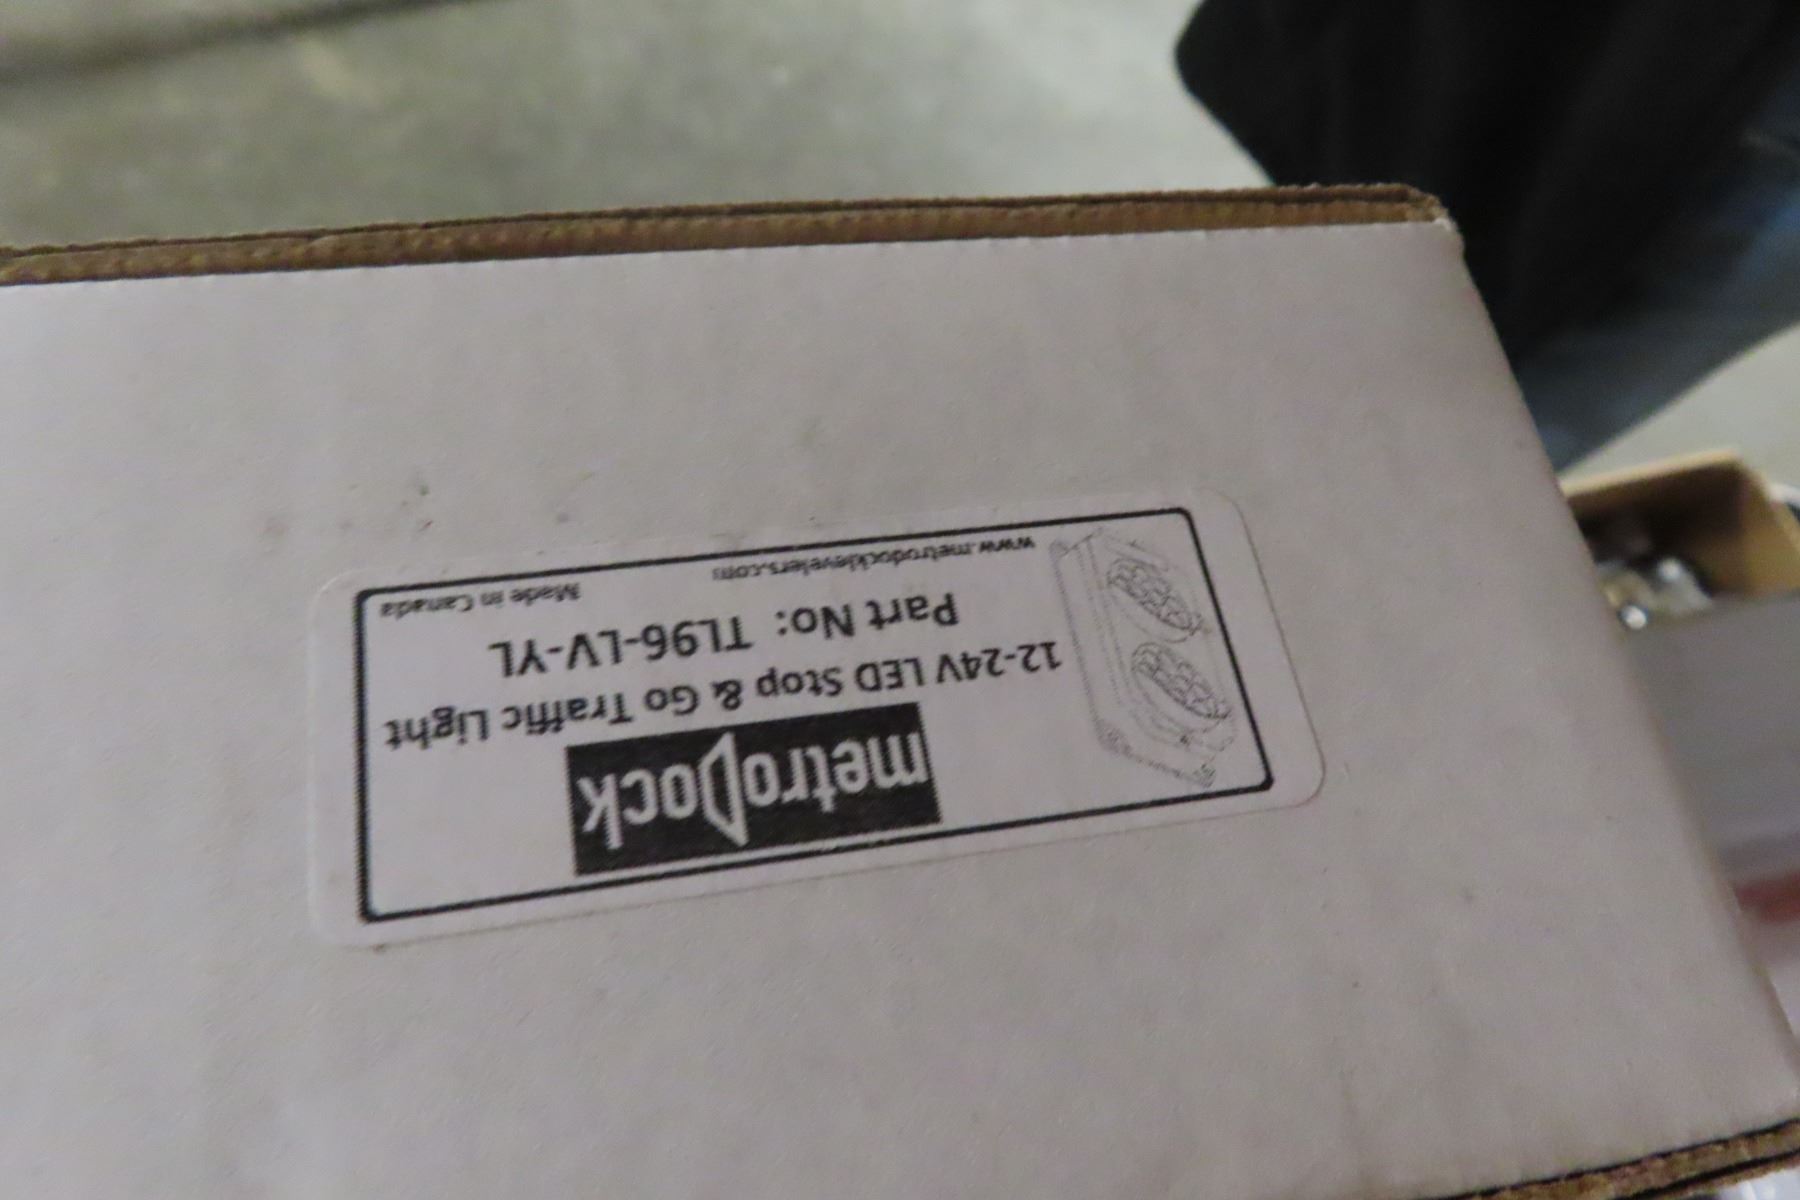 metroDock
12-24V LED Stop & Go Traffic Light
Part No: TL96-LV-YL
www.metrodocklevelers.com Made in Canada